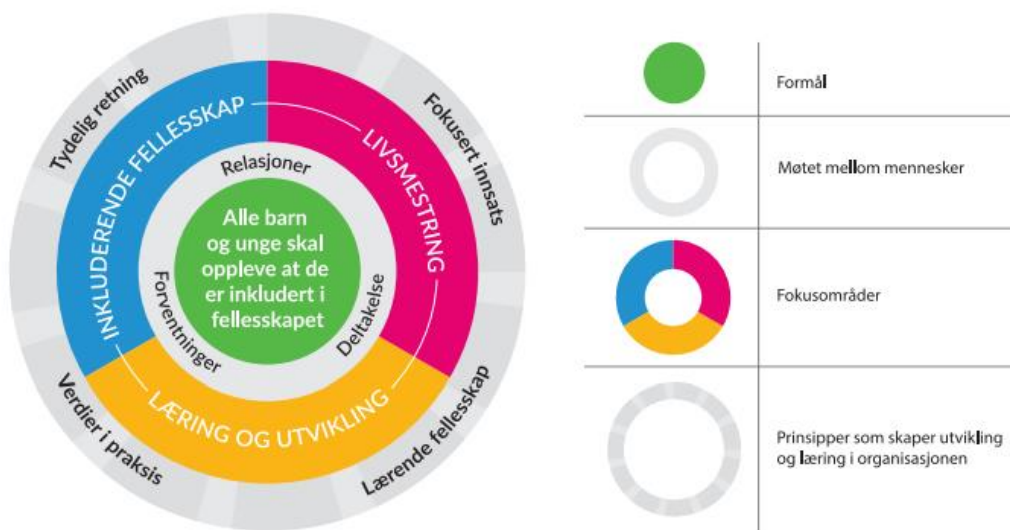 Tydelig retning
Fokusert innsats
INKLUDERENDE FELLESSKAP
LIVSMESTRING
Relasjoner
Alle barn
og unge skal
oppleve at de
er inkludert i
fellesskapet
Forventninger
Deltakelse
LÆRING OG UTVIKLING
Verdier i praksis
Lærende fellesskap
Formål
Møtet mellom mennesker
Fokusområder
Prinsipper som skaper utvikling
og læring i organisasjonen